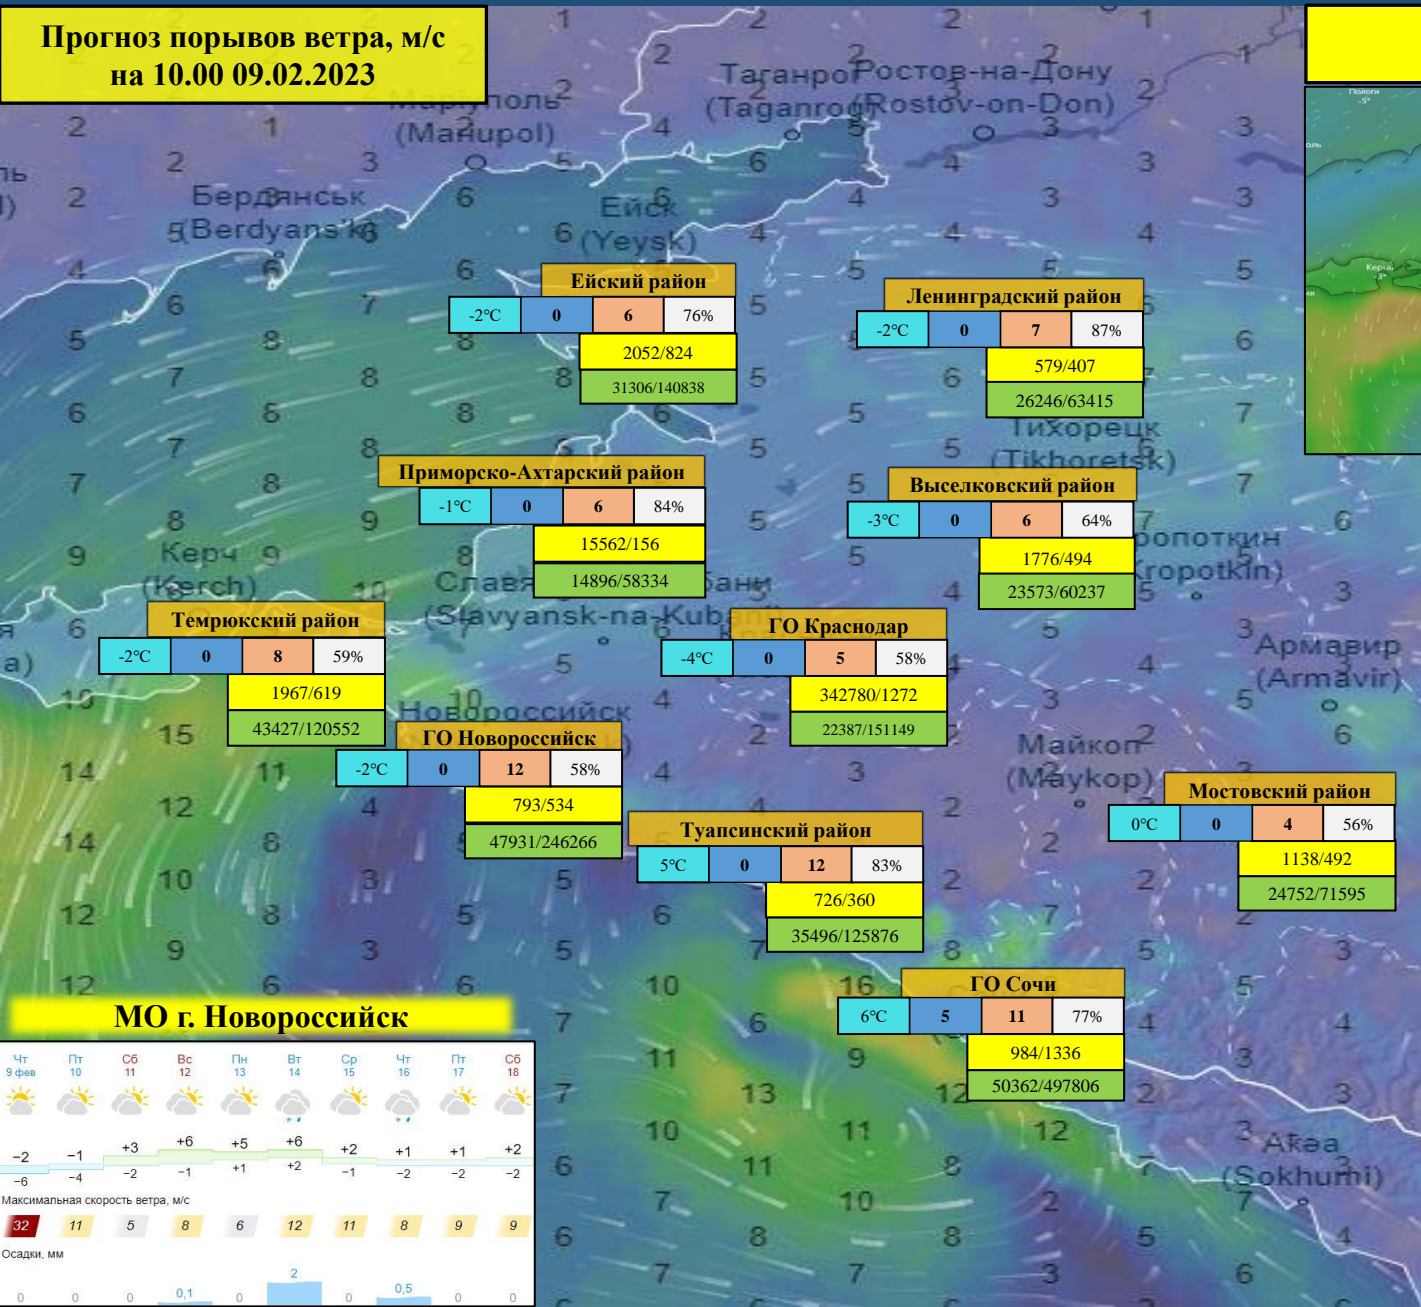 Прогноз порывов ветра, м/с
на 10.00 09.02.2023
Маріуполь
(Mariupol)
Таганрог
(Taganrog)
Ростов-на-Дону
(Rostov-on-Don)
Бердянськ
(Berdyans'k)
Ейск
(Yeysk)
Ейский район
-2°C 0 6 76%
2052/824
31306/140838
Ленинградский район
-2°C 0 7 87%
579/407
26246/63415
Тихорецк
(Tikhoretsk)
Приморско-Ахтарский район
-1°C 0 6 84%
15562/156
14896/58334
Выселковский район
-3°C 0 6 64%
1776/494
23573/60237
Керч
(Kerch)
(Slavyansk-na-Kubani)
Темрюкский район
-2°C 0 8 59%
1967/619
43427/120552
ГО Краснодар
-4°C 0 5 58%
342780/1272
22387/151149
Армавир
(Armavir)
Новороссийск
ГО Новороссийск
-2°C 0 12 58%
793/534
47931/246266
Майкоп
(Maykop)
Мостовский район
0°C 0 4 56%
1138/492
24752/71595
Туапсинский район
5°C 0 12 83%
726/360
35496/125876
ГО Сочи
6°C 5 11 77%
984/1336
50362/497806
Аҟәа
(Sokhumi)
МО г. Новороссийск
Чт Пт Сб Вс Пн Вт Ср Чт Пт Сб
9 фев 10 11 12 13 14 15 16 17 18
−2 −1 +3 +6 +5 +6 +2 +1 +1 +2
−6 −4 −2 −1 +1 +2 −1 −2 −2 −2
Максимальная скорость ветра, м/с
32 11 5 8 6 12 11 8 9 9
Осадки, мм
0 0 0 0,1 0 2 0 0,5 0 0
Пологи
-5°
Керчь
-3°